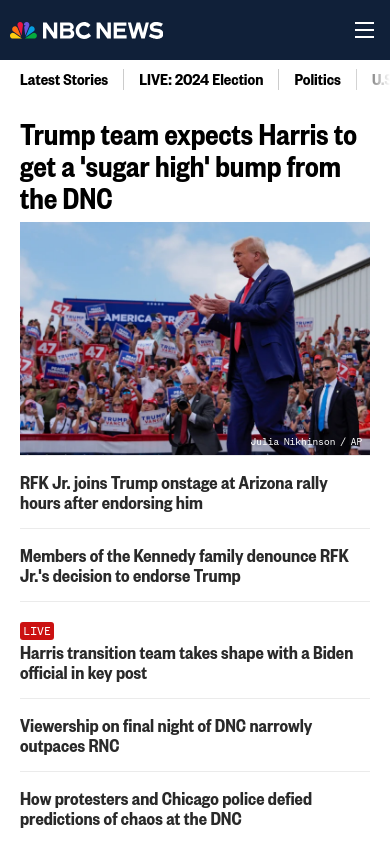 NBC NEWS
Latest Stories
LIVE: 2024 Election
Politics
Trump team expects Harris to
get a 'sugar high' bump from
the DNC
AMERICA STRO
47
47
47
Julia Nikhinson / AP
RFK Jr. joins Trump onstage at Arizona rally
hours after endorsing him
Members of the Kennedy family denounce RFK
Jr.'s decision to endorse Trump
LIVE
Harris transition team takes shape with a Biden
official in key post
Viewership on final night of DNC narrowly
outpaces RNC
How protesters and Chicago police defied
predictions of chaos at the DNC